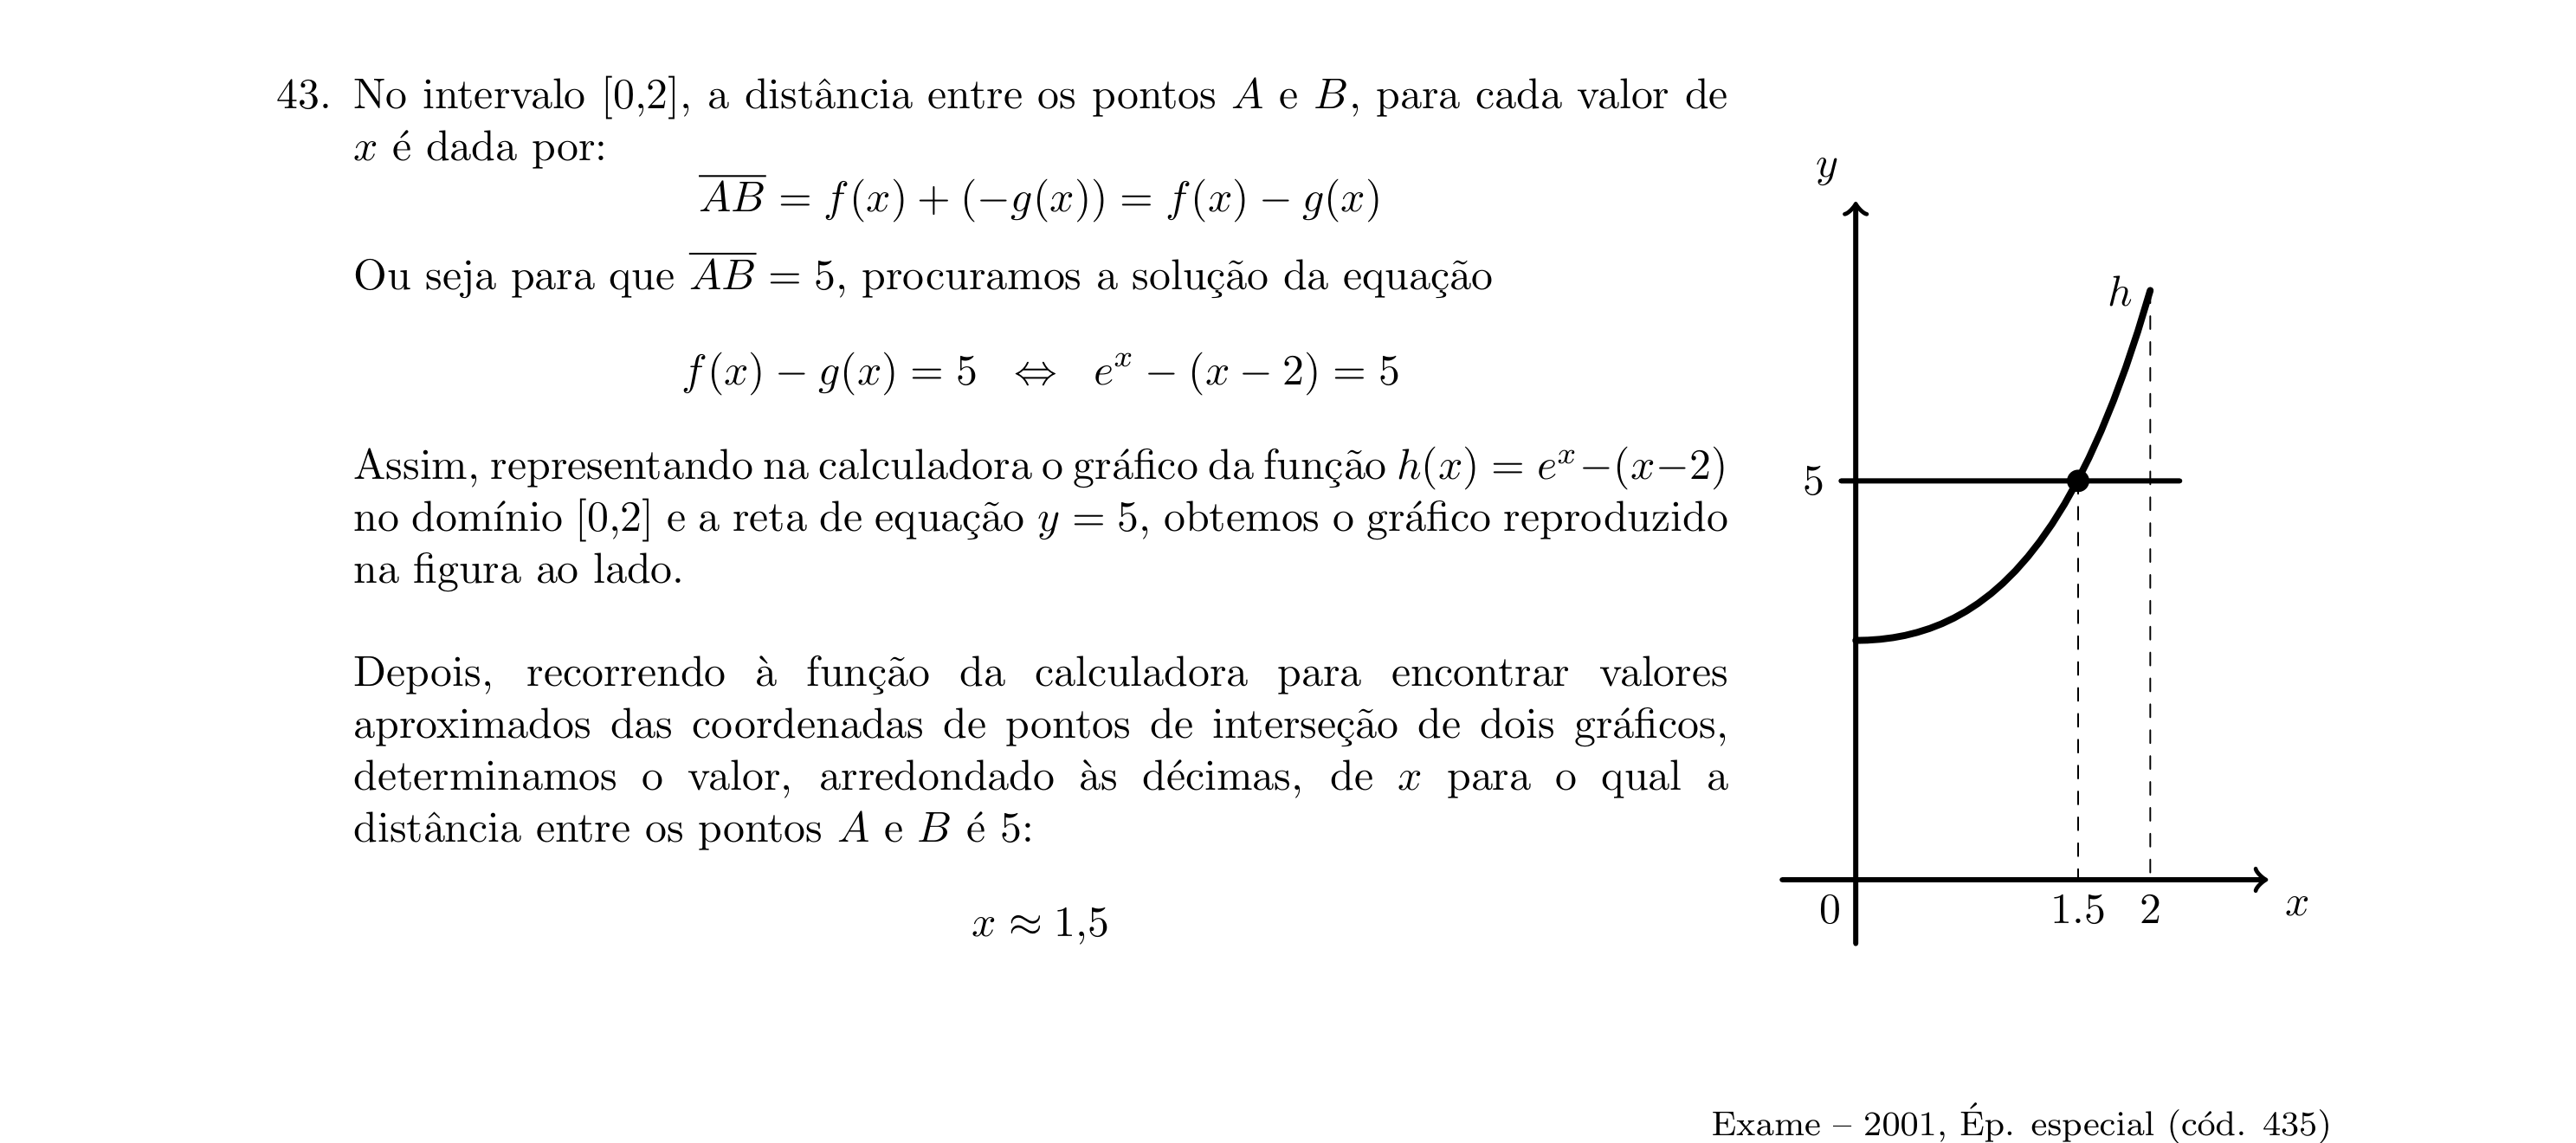 43. No intervalo [0,2], a distância entre os pontos A e B, para cada valor de
x é dada por:
\overline{AB} = f(x) + (−g(x)) = f(x) − g(x)
Ou seja para que \overline{AB} = 5, procuramos a solução da equação
f(x) − g(x) = 5 ⇔ e^x − (x − 2) = 5
Assim, representando na calculadora o gráfico da função h(x) = e^x−(x−2)
no domínio [0,2] e a reta de equação y = 5, obtemos o gráfico reproduzido
na figura ao lado.
Depois, recorrendo à função da calculadora para encontrar valores
aproximados das coordenadas de pontos de interseção de dois gráficos,
determinamos o valor, arredondado às décimas, de x para o qual a
distância entre os pontos A e B é 5:
x ≈ 1,5
y
h
5
0 1.5 2 x
Exame – 2001, Ép. especial (cód. 435)